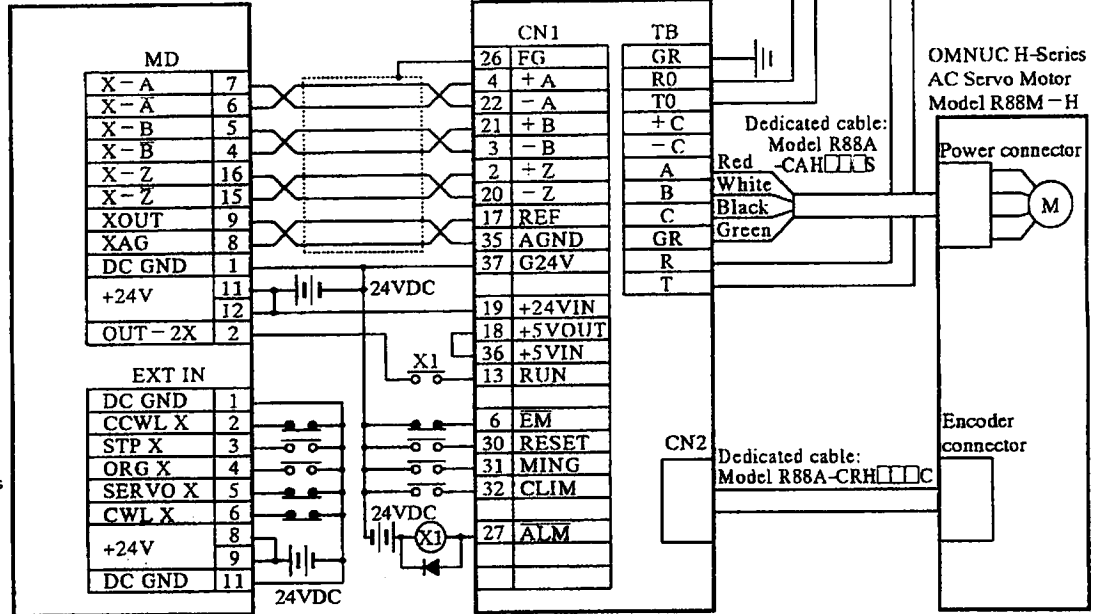 MD
X-A 7
X-A̅ 6
X-B 5
X-B̅ 4
X-Z 16
X-Z̅ 15
XOUT 9
XAG 8
DC GND 1
+24V 11
12
OUT-2X 2
24VDC
X1
EXT IN
DC GND 1
CCWL X 2
STP X 3
ORG X 4
SERVO X 5
CWL X 6
+24V 8
9
DC GND 11
24VDC
24VDC
X1
CN1
26 FG
4 +A
22 -A
21 +B
3 -B
2 +Z
20 -Z
17 REF
35 AGND
37 G24V
19 +24VIN
18 +5VOUT
36 +5VIN
13 RUN
6 E̅M̅
30 RESET
31 MING
32 CLIM
27 A̅L̅M̅
TB
GR
R0
T0
+C
-C
A
B
C
GR
R
T
Dedicated cable:
Model R88A
-CAH□□□S
Red
White
Black
Green
OMNUC H-Series
AC Servo Motor
Model R88M-H
Power connector
M
CN2
Dedicated cable:
Model R88A-CRH□□□C
Encoder
connector